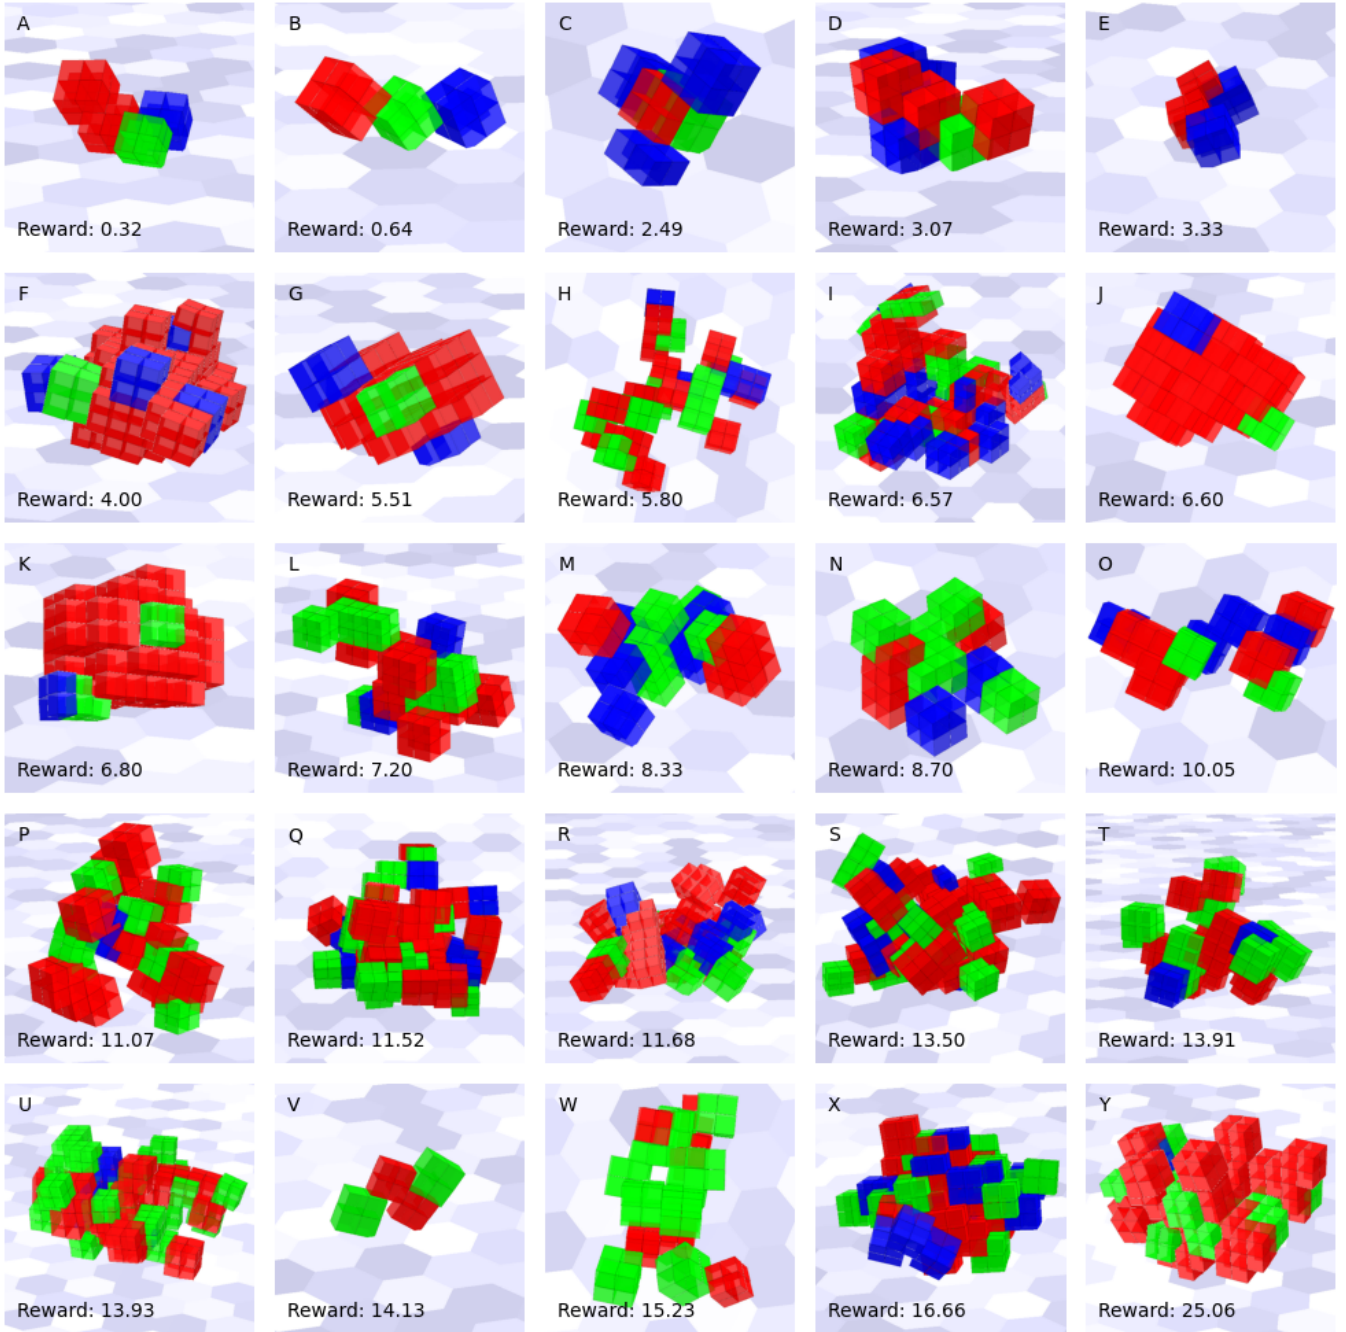 A
Reward: 0.32
B
Reward: 0.64
C
Reward: 2.49
D
Reward: 3.07
E
Reward: 3.33
F
Reward: 4.00
G
Reward: 5.51
H
Reward: 5.80
I
Reward: 6.57
J
Reward: 6.60
K
Reward: 6.80
L
Reward: 7.20
M
Reward: 8.33
N
Reward: 8.70
O
Reward: 10.05
P
Reward: 11.07
Q
Reward: 11.52
R
Reward: 11.68
S
Reward: 13.50
T
Reward: 13.91
U
Reward: 13.93
V
Reward: 14.13
W
Reward: 15.23
X
Reward: 16.66
Y
Reward: 25.06